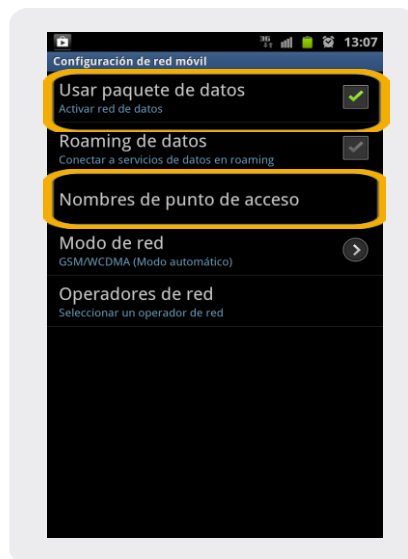 3G 13:07
Configuración de red móvil
Usar paquete de datos
Activar red de datos
Roaming de datos
Conectar a servicios de datos en roaming
Nombres de punto de acceso
Modo de red
GSM/WCDMA (Modo automático)
Operadores de red
Seleccionar un operador de red